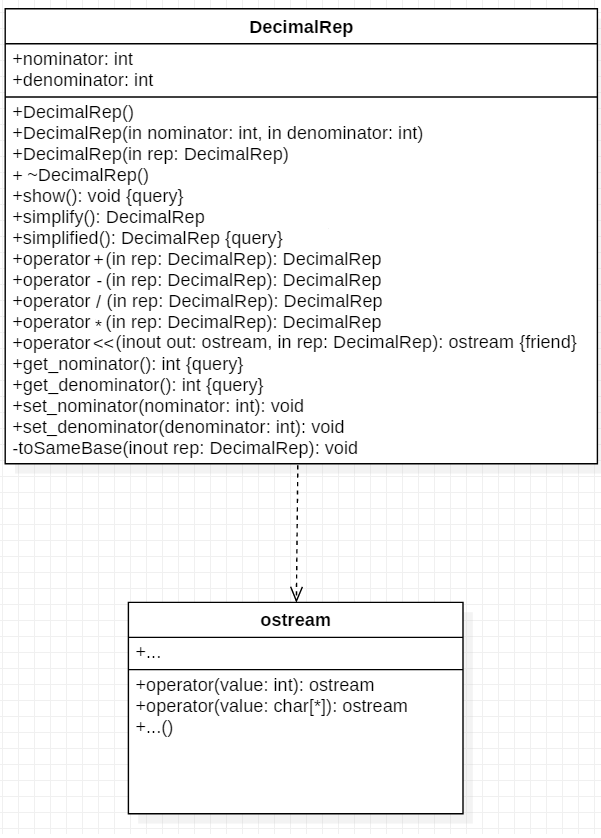 DecimalRep
+nominator: int
+denominator: int
+DecimalRep()
+DecimalRep(in nominator: int, in denominator: int)
+DecimalRep(in rep: DecimalRep)
+ ~DecimalRep()
+show(): void {query}
+simplify(): DecimalRep
+simplified(): DecimalRep {query}
+operator +(in rep: DecimalRep): DecimalRep
+operator -(in rep: DecimalRep): DecimalRep
+operator / (in rep: DecimalRep): DecimalRep
+operator *(in rep: DecimalRep): DecimalRep
+operator<<(inout out: ostream, in rep: DecimalRep): ostream {friend}
+get_nominator(): int {query}
+get_denominator(): int {query}
+set_nominator(nominator: int): void
+set_denominator(denominator: int): void
-toSameBase(inout rep: DecimalRep): void
ostream
+...
+operator(value: int): ostream
+operator(value: char[*]): ostream
+...()